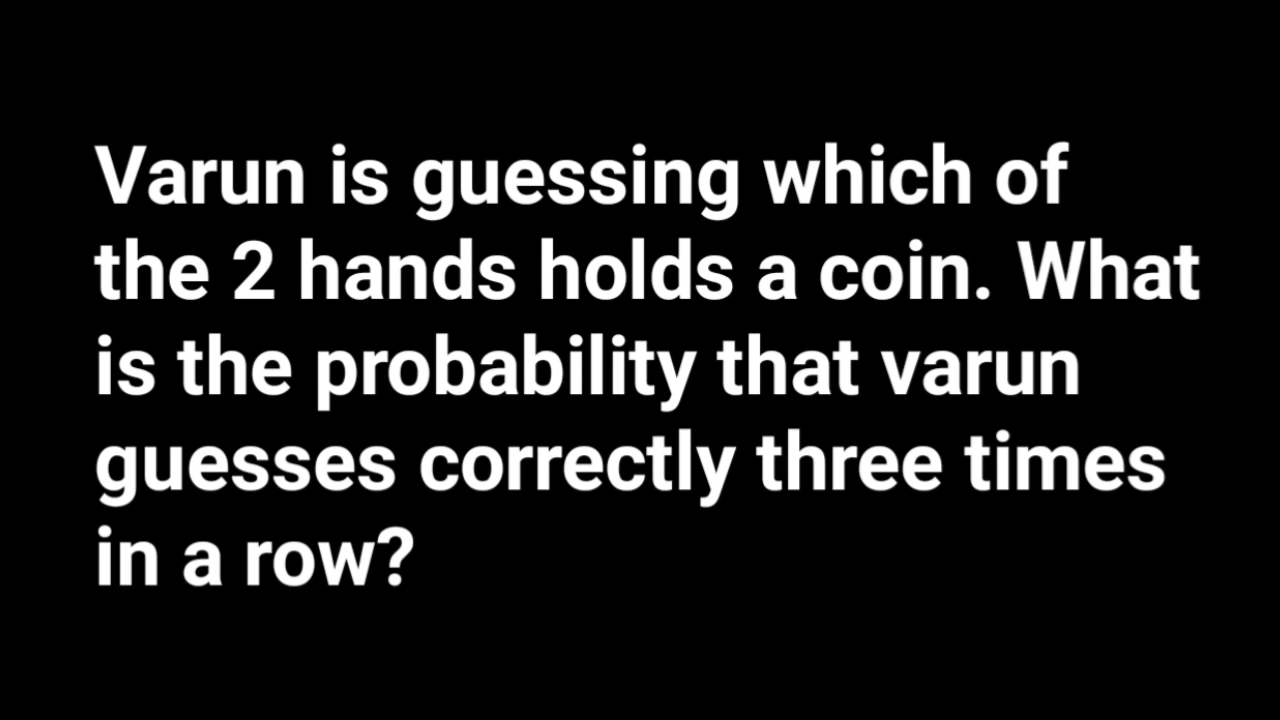 Varun is guessing which of
the 2 hands holds a coin. What
is the probability that varun
guesses correctly three times
in a row?